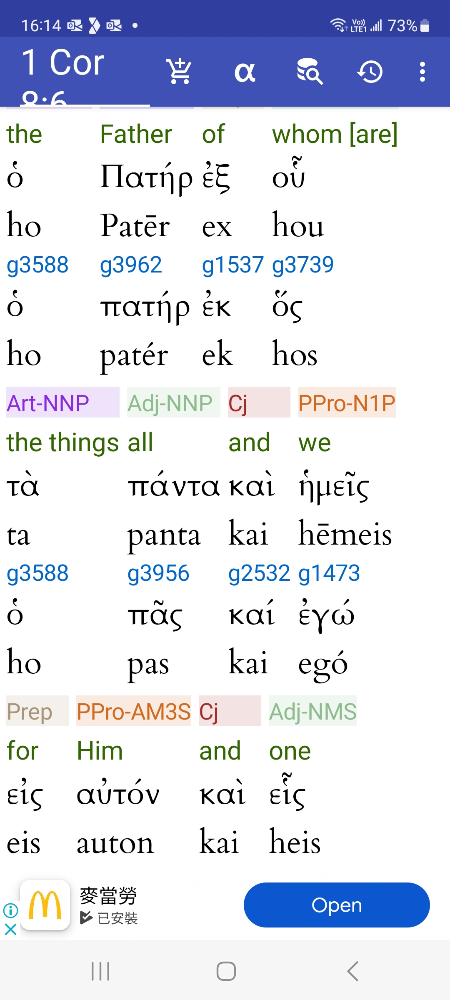 16:14 Vo)) LTE1 73%
1 Cor α
8:6
the Father of whom [are]
ὁ Πατήρ ἐξ οὗ
ho Patēr ex hou
g3588 g3962 g1537 g3739
ὁ πατήρ ἐκ ὅς
ho patér ek hos
Art-NNP Adj-NNP Cj PPro-N1P
the things all and we
τὰ πάντα καὶ ἡμεῖς
ta panta kai hēmeis
g3588 g3956 g2532 g1473
ὁ πᾶς καί ἐγώ
ho pas kai egó
Prep PPro-AM3S Cj Adj-NMS
for Him and one
εἰς αὐτόν καὶ εἷς
eis auton kai heis
麥當勞
已安裝
Open